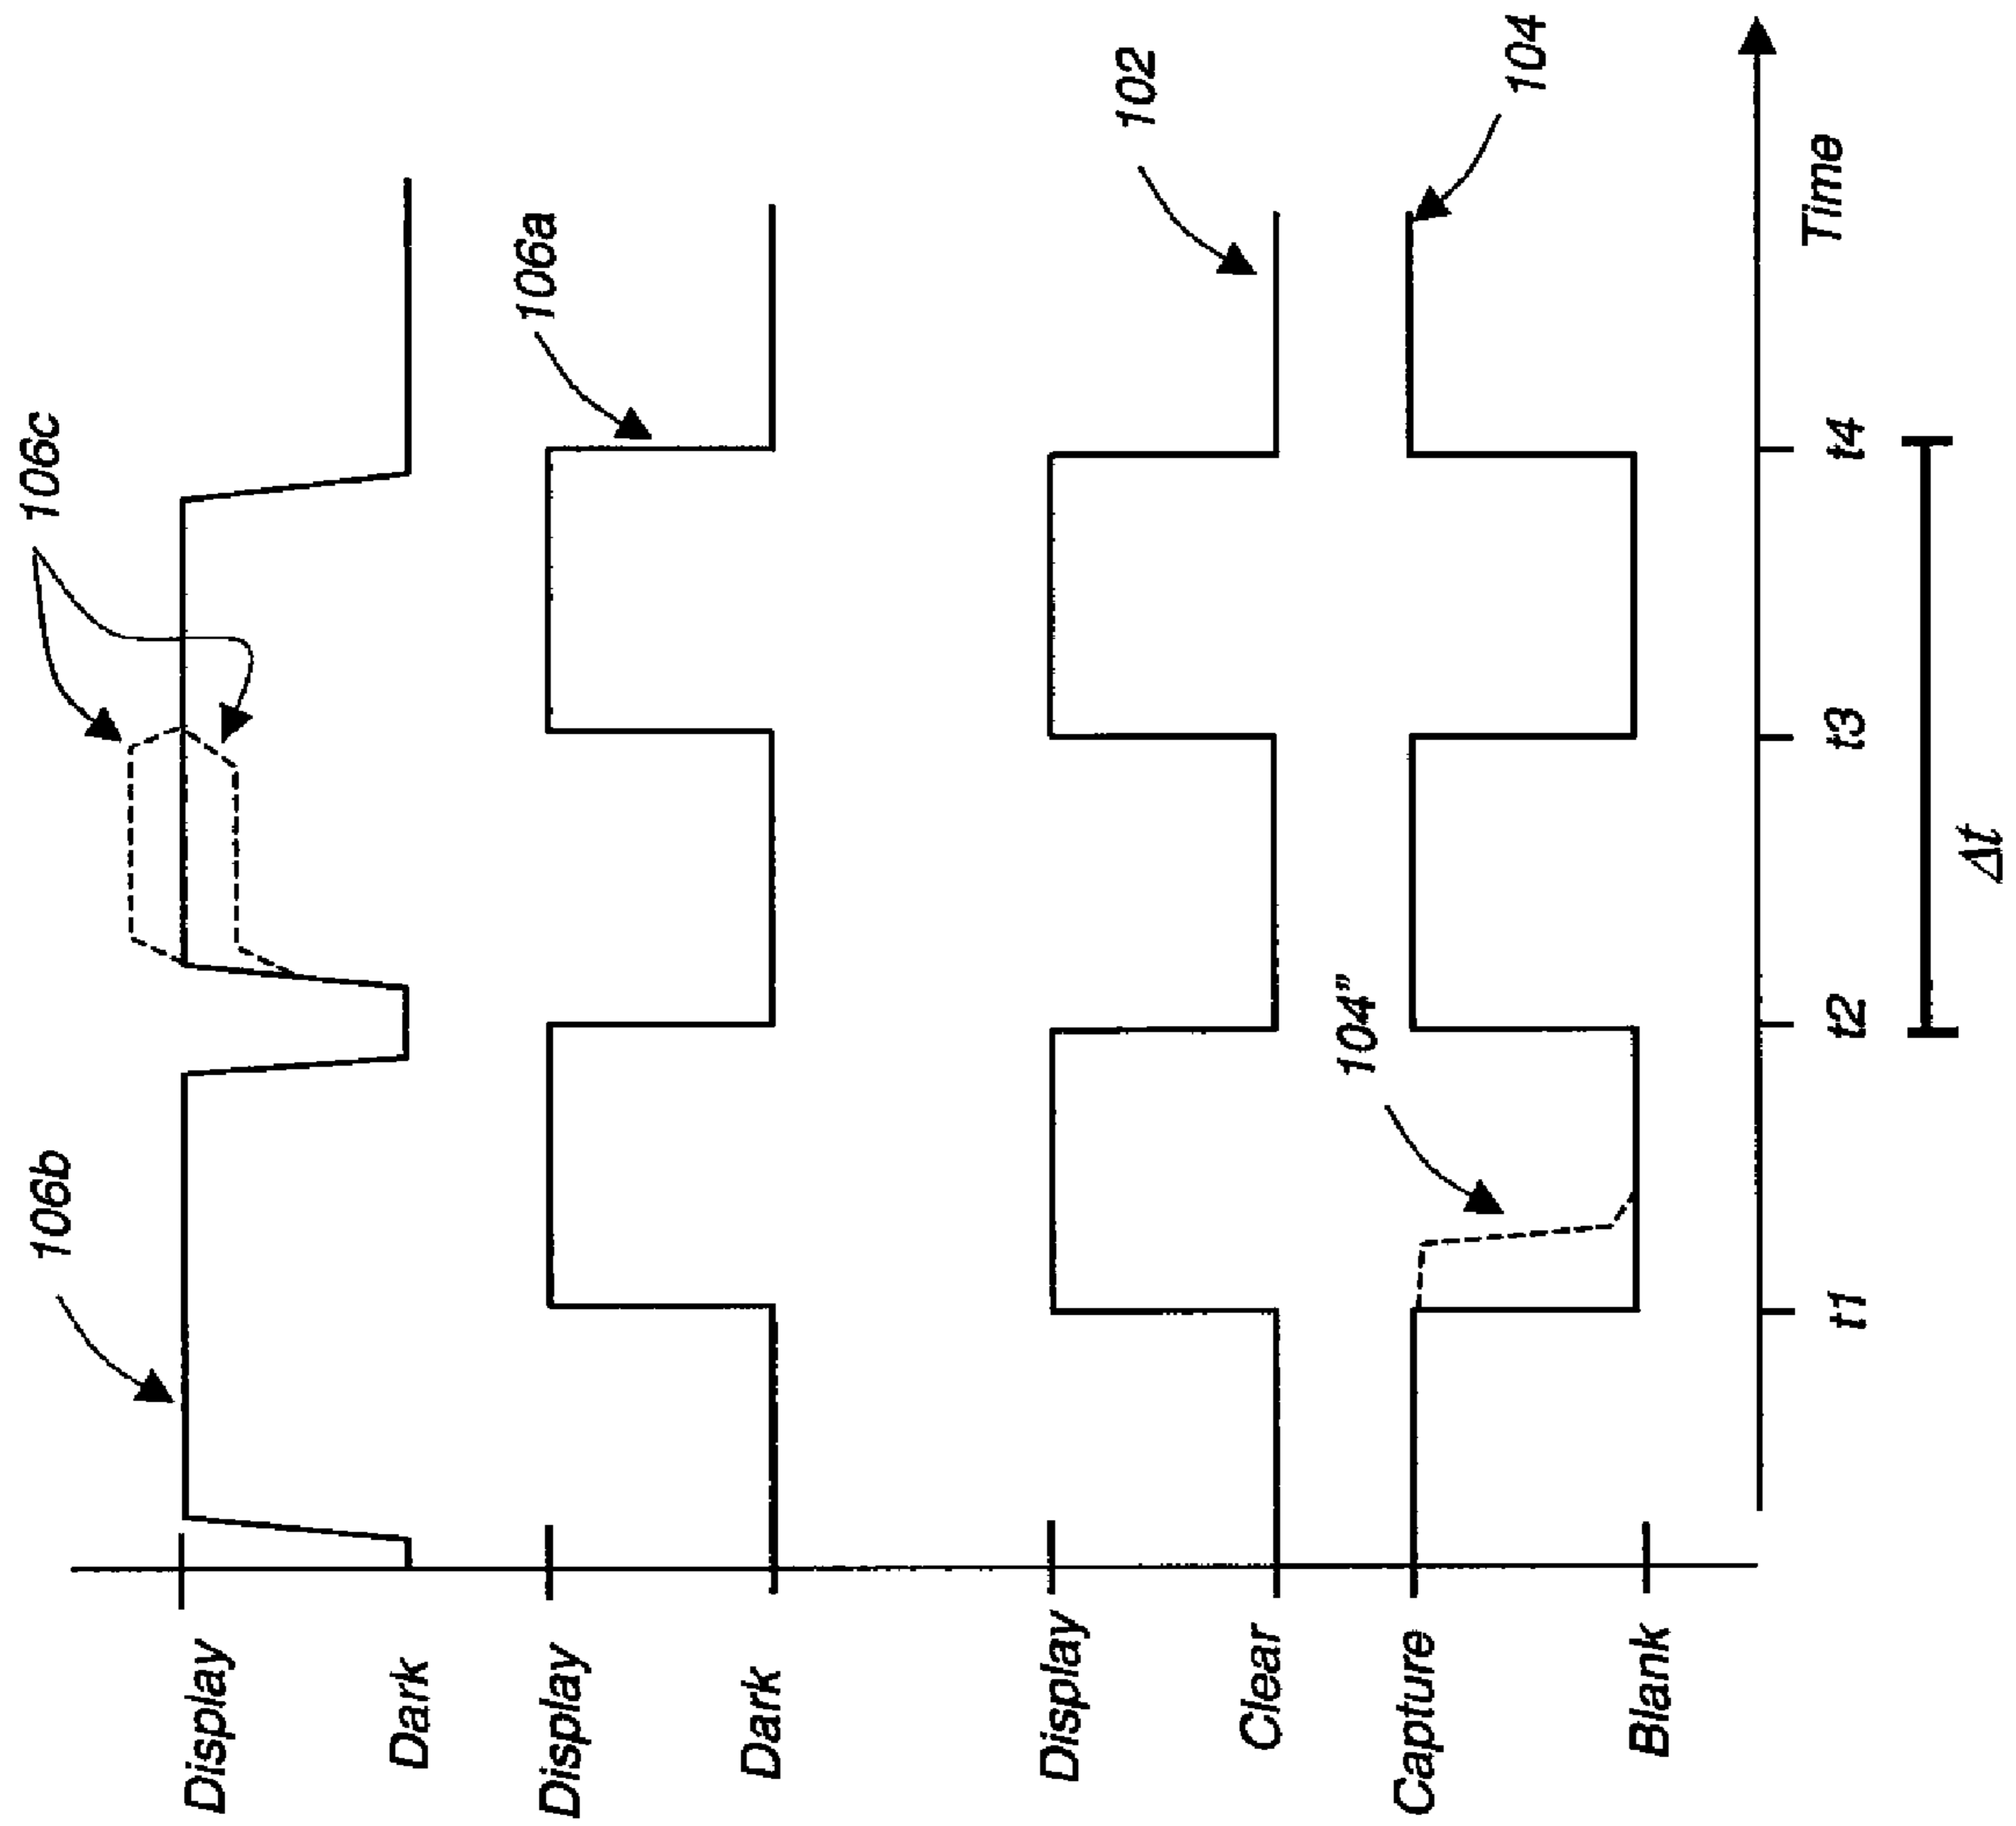 106b
106c
Display
Dark
106a
Display
Dark
102
Display
Clear
104
104"
Capture
Blank
t1
t2
t3
t4
Time
Δt